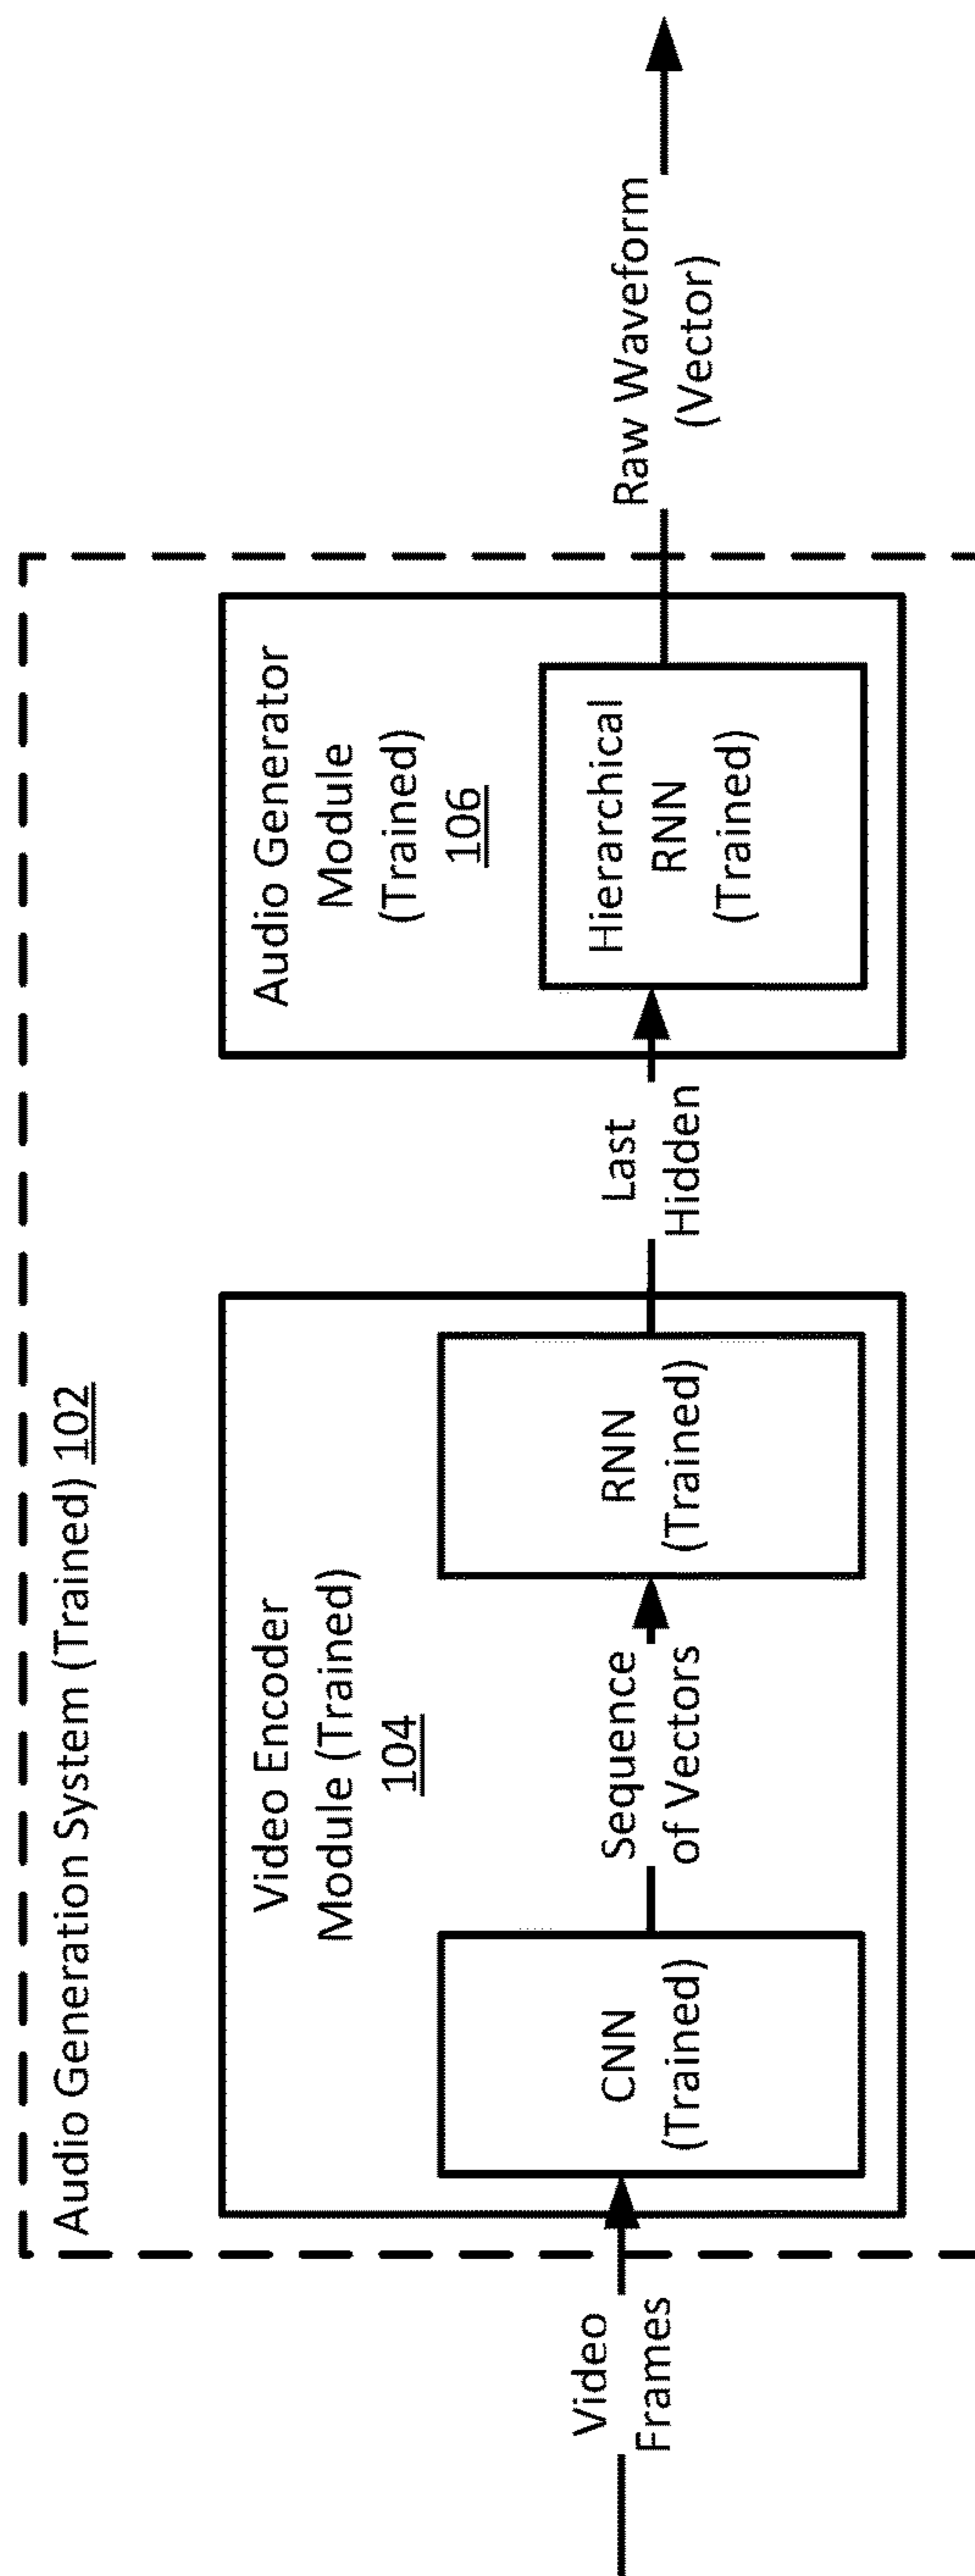 Audio Generation System (Trained) 102
Video
Frames
Video Encoder
Module (Trained)
104
CNN
(Trained)
Sequence
of Vectors
RNN
(Trained)
Last
Hidden
Audio Generator
Module
(Trained)
106
Hierarchical
RNN
(Trained)
Raw Waveform
(Vector)